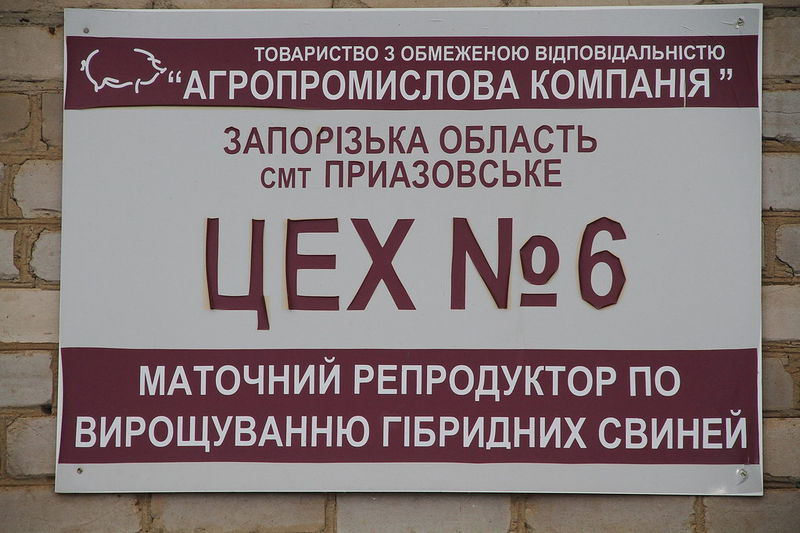 ТОВАРИСТВО З ОБМЕЖЕНОЮ ВІДПОВІДАЛЬНІСТЮ
“АГРОПРОМИСЛОВА КОМПАНІЯ”
ЗАПОРІЗЬКА ОБЛАСТЬ
СМТ ПРИАЗОВСЬКЕ
ЦЕХ №6
МАТОЧНИЙ РЕПРОДУКТОР ПО
ВИРОЩУВАННЮ ГІБРИДНИХ СВИНЕЙ